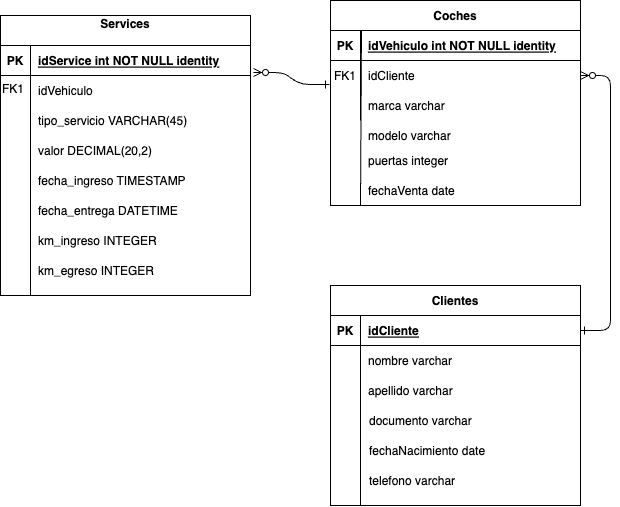 Services
PK idService int NOT NULL identity
FK1 idVehiculo
tipo_servicio VARCHAR(45)
valor DECIMAL(20,2)
fecha_ingreso TIMESTAMP
fecha_entrega DATETIME
km_ingreso INTEGER
km_egreso INTEGER
Coches
PK idVehiculo int NOT NULL identity
FK1 idCliente
marca varchar
modelo varchar
puertas integer
fechaVenta date
Clientes
PK idCliente
nombre varchar
apellido varchar
documento varchar
fechaNacimiento date
telefono varchar